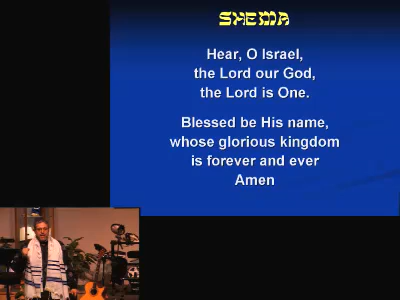 SHEMA
Hear, O Israel,
the Lord our God,
the Lord is One.
Blessed be His name,
whose glorious kingdom
is forever and ever
Amen